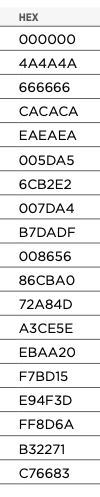 HEX
000000
4A4A4A
666666
CACACA
EAEAEA
005DA5
6CB2E2
007DA4
B7DADF
008656
86CBA0
72A84D
A3CE5E
EBAA20
F7BD15
E94F3D
FF8D6A
B32271
C76683